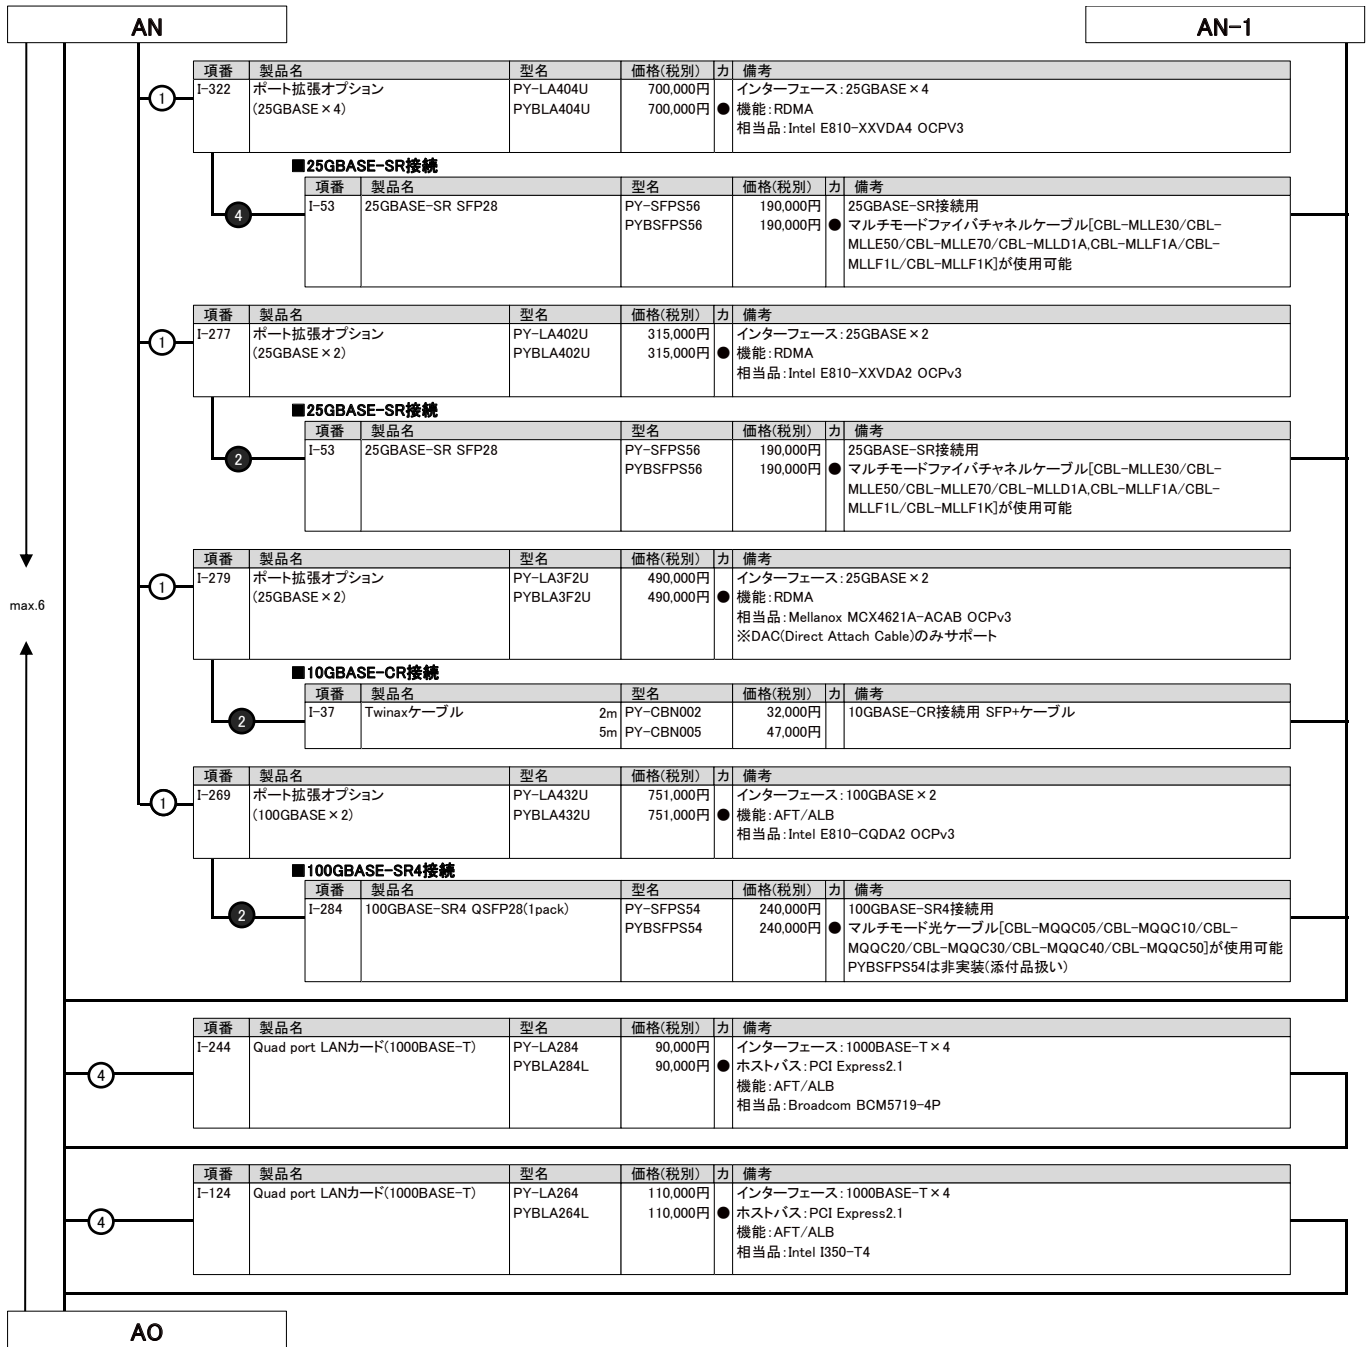 AN
AN-1
項番 製品名 型名 価格(税別) カ 備考
① I-322 ポート拡張オプション PY-LA404U 700,000円 インターフェース:25GBASE×4
(25GBASE×4) PYBLA404U 700,000円 ● 機能:RDMA
相当品:Intel E810-XXVDA4 OCPV3
■25GBASE-SR接続
項番 製品名 型名 価格(税別) カ 備考
4 I-53 25GBASE-SR SFP28 PY-SFPS56 190,000円 25GBASE-SR接続用
PYBSFPS56 190,000円 ● マルチモードファイバチャネルケーブル[CBL-MLLE30/CBL-
MLLE50/CBL-MLLE70/CBL-MLLD1A,CBL-MLLF1A/CBL-
MLLF1L/CBL-MLLF1K]が使用可能
項番 製品名 型名 価格(税別) カ 備考
① I-277 ポート拡張オプション PY-LA402U 315,000円 インターフェース:25GBASE×2
(25GBASE×2) PYBLA402U 315,000円 ● 機能:RDMA
相当品:Intel E810-XXVDA2 OCPv3
■25GBASE-SR接続
項番 製品名 型名 価格(税別) カ 備考
2 I-53 25GBASE-SR SFP28 PY-SFPS56 190,000円 25GBASE-SR接続用
PYBSFPS56 190,000円 ● マルチモードファイバチャネルケーブル[CBL-MLLE30/CBL-
MLLE50/CBL-MLLE70/CBL-MLLD1A,CBL-MLLF1A/CBL-
MLLF1L/CBL-MLLF1K]が使用可能
項番 製品名 型名 価格(税別) カ 備考
① I-279 ポート拡張オプション PY-LA3F2U 490,000円 インターフェース:25GBASE×2
(25GBASE×2) PYBLA3F2U 490,000円 ● 機能:RDMA
max.6
相当品:Mellanox MCX4621A-ACAB OCPv3
※DAC(Direct Attach Cable)のみサポート
■10GBASE-CR接続
項番 製品名 型名 価格(税別) カ 備考
2 I-37 Twinaxケーブル 2m PY-CBN002 32,000円 10GBASE-CR接続用 SFP+ケーブル
5m PY-CBN005 47,000円
項番 製品名 型名 価格(税別) カ 備考
① I-269 ポート拡張オプション PY-LA432U 751,000円 インターフェース:100GBASE×2
(100GBASE×2) PYBLA432U 751,000円 ● 機能:AFT/ALB
相当品:Intel E810-CQDA2 OCPv3
■100GBASE-SR4接続
項番 製品名 型名 価格(税別) カ 備考
2 I-284 100GBASE-SR4 QSFP28(1pack) PY-SFPS54 240,000円 100GBASE-SR4接続用
PYBSFPS54 240,000円 ● マルチモード光ケーブル[CBL-MQQC05/CBL-MQQC10/CBL-
MQQC20/CBL-MQQC30/CBL-MQQC40/CBL-MQQC50]が使用可能
PYBSFPS54は非実装(添付品扱い)
項番 製品名 型名 価格(税別) カ 備考
④ I-244 Quad port LANカード(1000BASE-T) PY-LA284 90,000円 インターフェース:1000BASE-T×4
PYBLA284L 90,000円 ● ホストバス:PCI Express2.1
機能:AFT/ALB
相当品:Broadcom BCM5719-4P
項番 製品名 型名 価格(税別) カ 備考
④ I-124 Quad port LANカード(1000BASE-T) PY-LA264 110,000円 インターフェース:1000BASE-T×4
PYBLA264L 110,000円 ● ホストバス:PCI Express2.1
機能:AFT/ALB
相当品:Intel I350-T4
AO